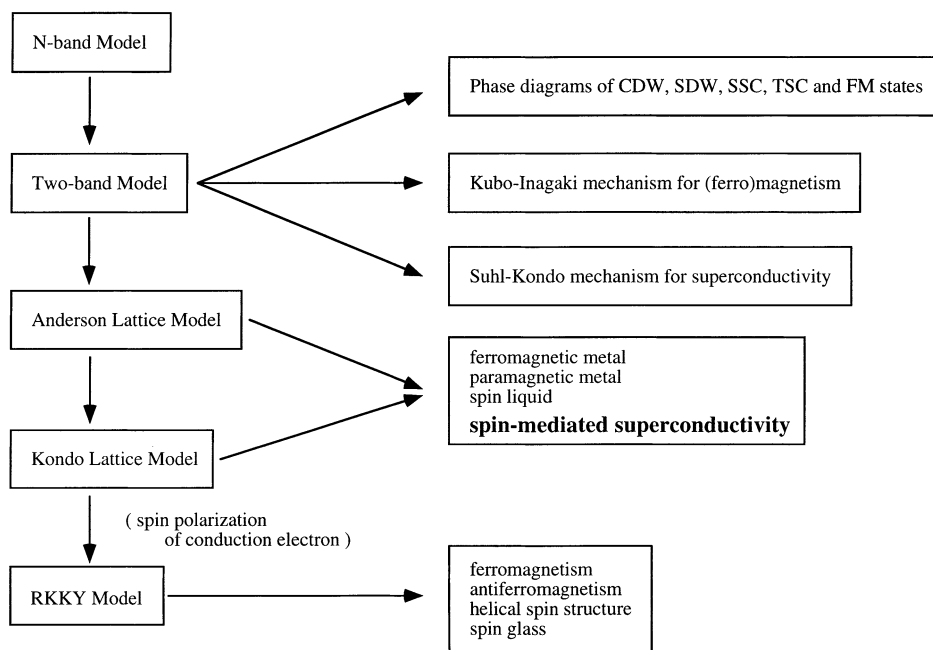 N-band Model
Phase diagrams of CDW, SDW, SSC, TSC and FM states
Two-band Model
Kubo-Inagaki mechanism for (ferro)magnetism
Suhl-Kondo mechanism for superconductivity
Anderson Lattice Model
ferromagnetic metal
paramagnetic metal
spin liquid
spin-mediated superconductivity
Kondo Lattice Model
( spin polarization
of conduction electron )
RKKY Model
ferromagnetism
antiferromagnetism
helical spin structure
spin glass